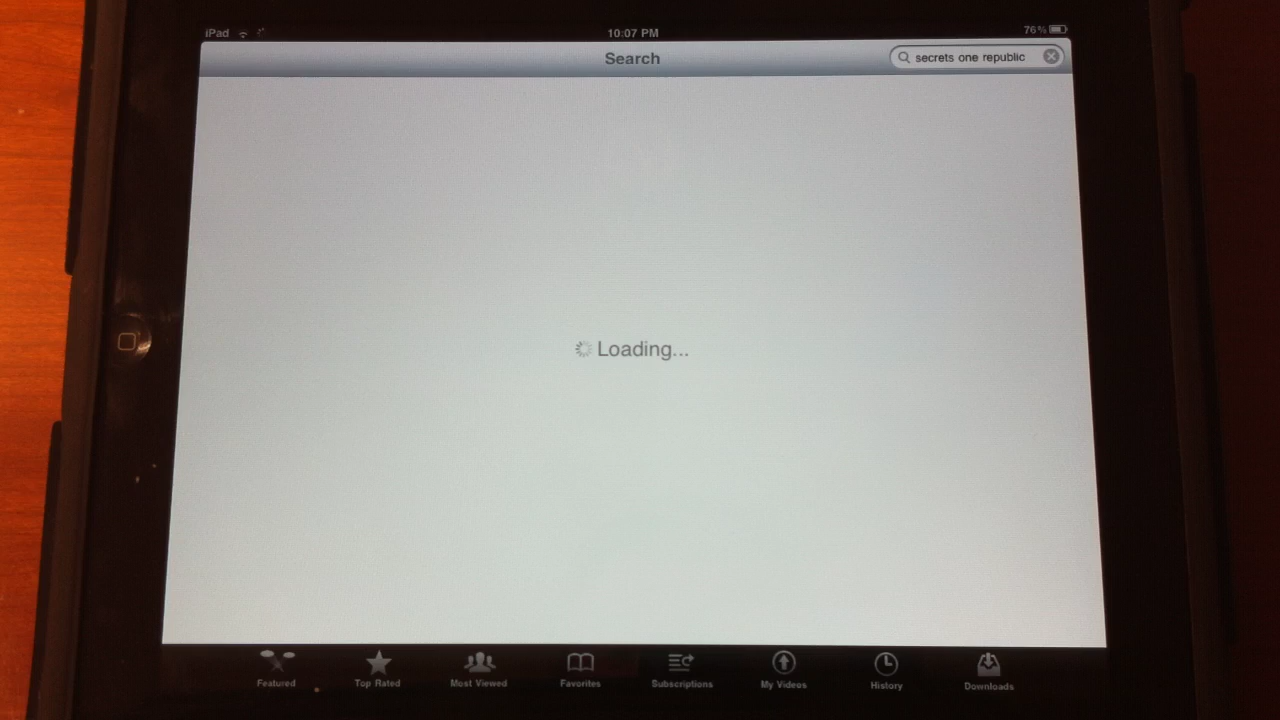 iPad 10:07 PM 76%
Search secrets one republic
Loading...
Featured Top Rated Most Viewed Favorites Subscriptions My Videos History Downloads